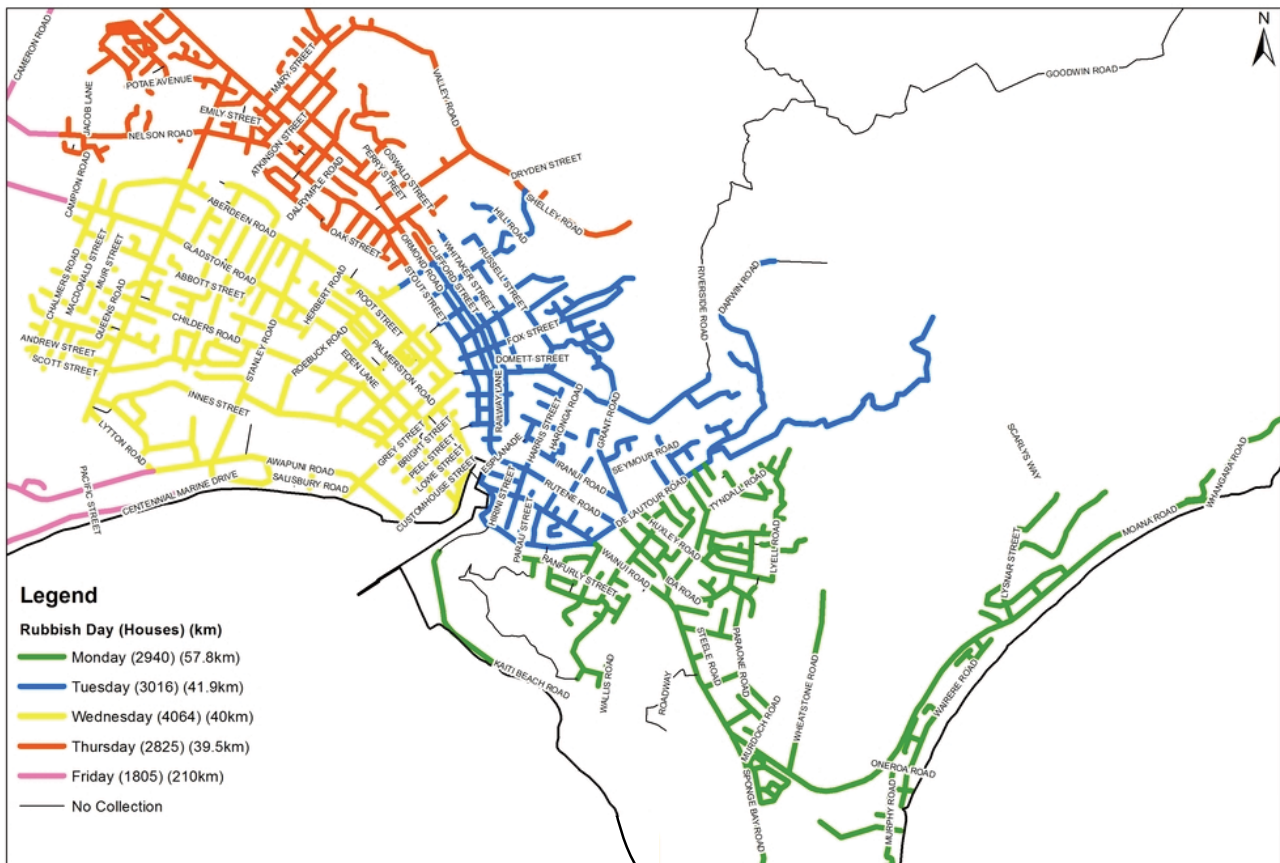 N
CAMERON ROAD
GOODWIN ROAD
MARY STREET
VALLEY ROAD
POTAE AVENUE
JACOB LANE
EMILY STREET
NELSON ROAD
ATKINSON STREET
OSWALD STREET
PERRY STREET
DALRYMPLE ROAD
DRYDEN STREET
SHELLEY ROAD
CAMPION ROAD
ABERDEEN ROAD
OAK STREET
HILL ROAD
ORMOND ROAD
CLIFFORD STREET
WHITAKER STREET
RUSSELL STREET
STOUT STREET
GLADSTONE ROAD
ABBOTT STREET
CHALMERS ROAD
MACDONALD STREET
MUIR STREET
QUEENS ROAD
HERBERT ROAD
ROOT STREET
RIVERSIDE ROAD
DARWIN ROAD
CHILDERS ROAD
STANLEY ROAD
ROEBUCK ROAD
EDEN LANE
PALMERSTON ROAD
FOX STREET
DOMETT STREET
ANDREW STREET
SCOTT STREET
INNES STREET
RAILWAY LANE
HARRIS STREET
HARONGA ROAD
GRANT ROAD
LYTTON ROAD
GREY STREET
BRIGHT STREET
PEEL STREET
LOWE STREET
CUSTOMHOUSE STREET
ESPLANADE
IRANUI ROAD
SEYMOUR ROAD
RUTENE ROAD
HIRINI STREET
PARAU STREET
DE LAUTOUR ROAD
TYNDALL ROAD
AWAPUNI ROAD
SALISBURY ROAD
PACIFIC STREET
CENTENNIAL MARINE DRIVE
SCARLYS WAY
WHANGARA ROAD
MOANA ROAD
LYSNAR STREET
HUXLEY ROAD
LYELL ROAD
WAINUI ROAD
IDA ROAD
RANFURLY STREET
KAITI BEACH ROAD
WALLIS ROAD
ROADWAY
STEELE ROAD
PARAONE ROAD
WHEATSTONE ROAD
MURDOCH ROAD
SPONGE BAY ROAD
WAIRERE ROAD
ONEROA ROAD
MURPHY ROAD
Legend
Rubbish Day (Houses) (km)
Monday (2940) (57.8km)
Tuesday (3016) (41.9km)
Wednesday (4064) (40km)
Thursday (2825) (39.5km)
Friday (1805) (210km)
No Collection